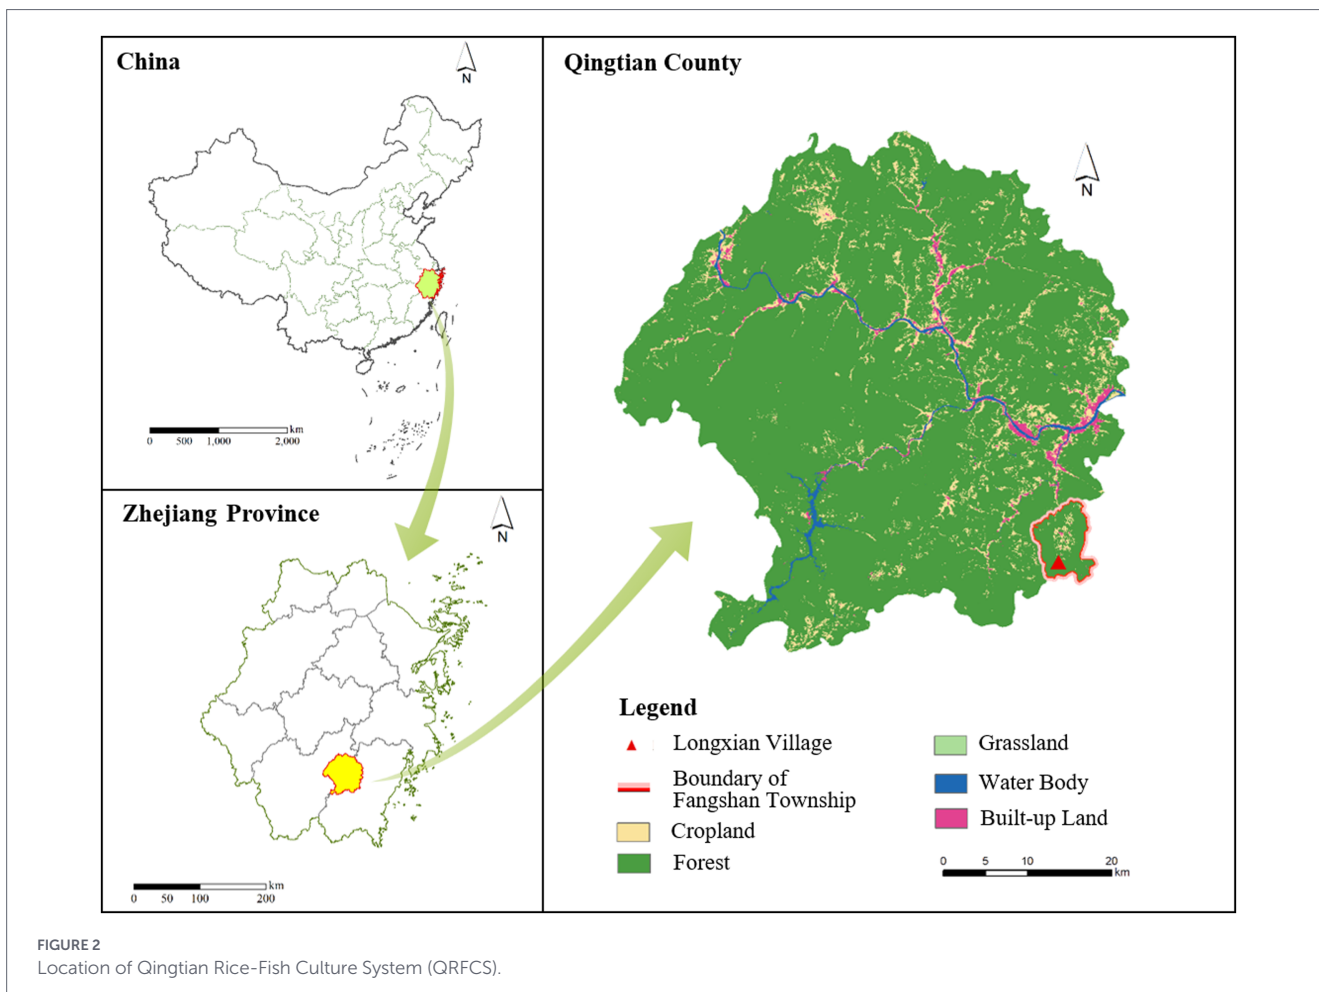 China
N
km
0 500 1,000 2,000
Zhejiang Province
N
km
0 50 100 200
Qingtian County
N
Legend
Longxian Village
Boundary of
Fangshan Township
Cropland
Forest
Grassland
Water Body
Built-up Land
0 5 10 20
km
FIGURE 2
Location of Qingtian Rice-Fish Culture System (QRFCS).